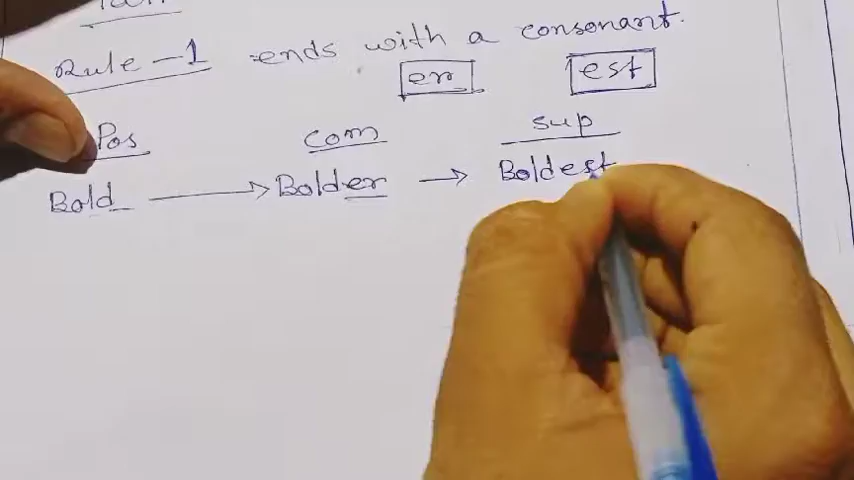 Rule - 1 ends with a consonant.
er est
Pos com sup
Bold → Bolder → Boldest